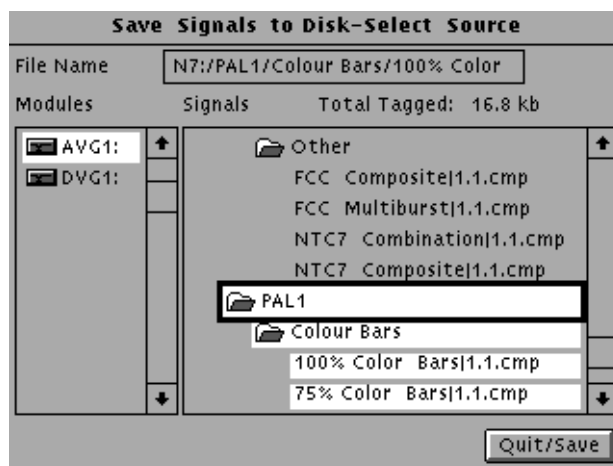 Save Signals to Disk-Select Source
File Name N7:/PAL1/Colour Bars/100% Color
Modules Signals Total Tagged: 16.8 kb
AVG1:
DVG1:
Other
FCC Composite|1.1.cmp
FCC Multiburst|1.1.cmp
NTC7 Combination|1.1.cmp
NTC7 Composite|1.1.cmp
PAL1
Colour Bars
100% Color Bars|1.1.cmp
75% Color Bars|1.1.cmp
Quit/Save